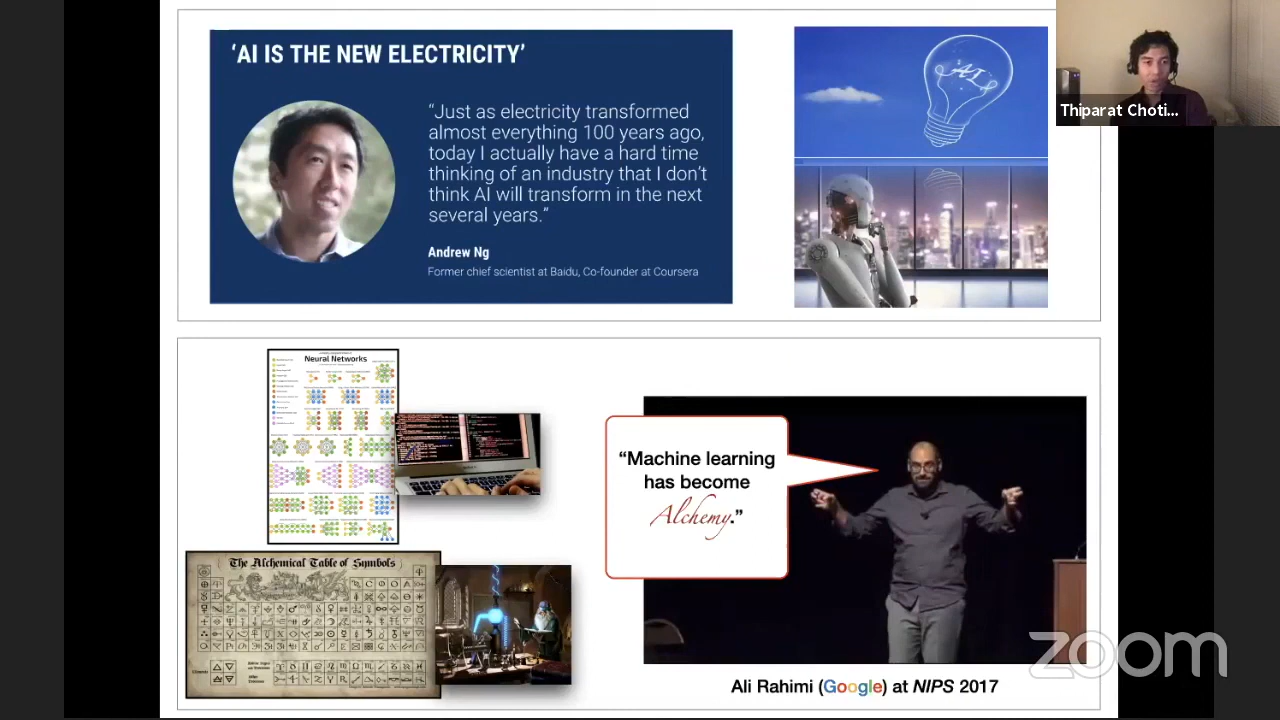 ‘AI IS THE NEW ELECTRICITY’
“Just as electricity transformed
almost everything 100 years ago,
today I actually have a hard time
thinking of an industry that I don’t
think AI will transform in the next
several years.”
Andrew Ng
Former chief scientist at Baidu, Co-founder at Coursera
AI
Thiparat Choti...
Neural Networks
The Alchemical Table of Symbols
“Machine learning
has become
Alchemy.”
Ali Rahimi (Google) at NIPS 2017
zoom